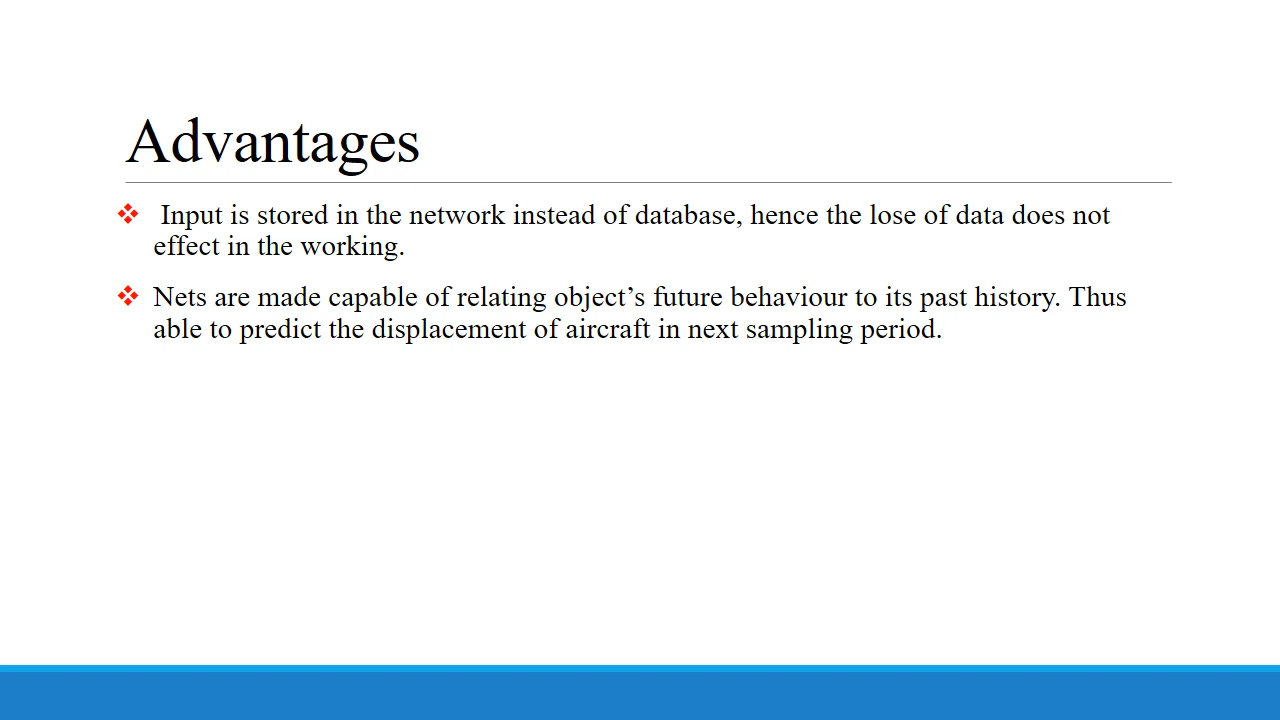 Advantages
Input is stored in the network instead of database, hence the lose of data does not
effect in the working.
Nets are made capable of relating object’s future behaviour to its past history. Thus
able to predict the displacement of aircraft in next sampling period.